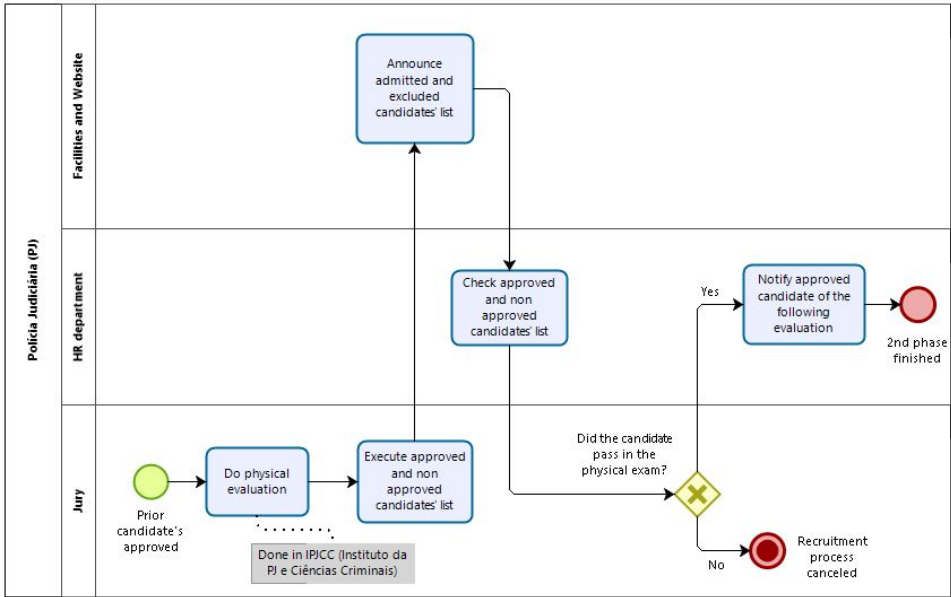 Polícia Judiciária (PJ)
Facilities and Website
Announce
admitted and
excluded
candidates' list
HR department
Check approved
and non
approved
candidates' list
Yes
Notify approved
candidate of the
following
evaluation
2nd phase
finished
Jury
Prior
candidate's
approved
Do physical
evaluation
Done in IPJCC (Instituto da
PJ e Ciências Criminais)
Execute approved
and non
approved
candidates' list
Did the candidate
pass in the
physical exam?
No
Recruitment
process
canceled